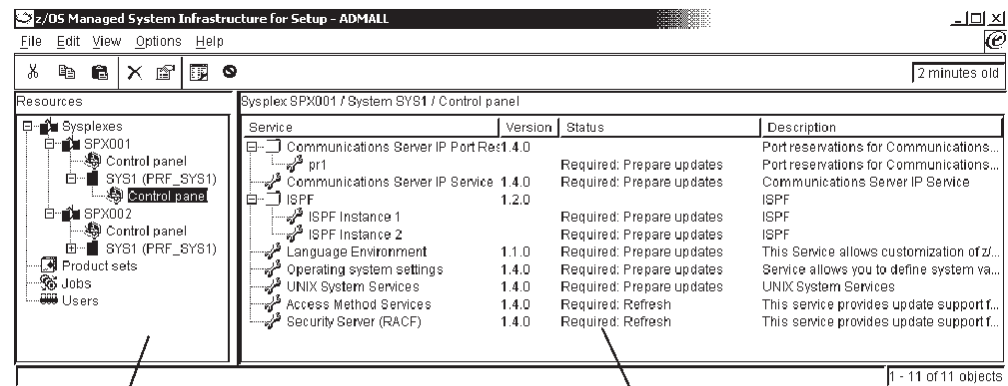 z/OS Managed System Infrastructure for Setup - ADMALL
File Edit View Options Help
2 minutes old
Resources
Sysplex SPX001 / System SYS1 / Control panel
Sysplexes
SPX001
Control panel
SYS1 (PRF_SYS1)
Control panel
SPX002
Control panel
SYS1 (PRF_SYS1)
Product sets
Jobs
Users
Service Version Status Description
Communications Server IP Port Res 1.4.0 Port reservations for Communications...
pr1 Required: Prepare updates Port reservations for Communications...
Communications Server IP Service 1.4.0 Required: Prepare updates Communications Server IP Service
ISPF 1.2.0 ISPF
ISPF Instance 1 Required: Prepare updates ISPF
ISPF Instance 2 Required: Prepare updates ISPF
Language Environment 1.1.0 Required: Prepare updates This Service allows customization of z/...
Operating system settings 1.4.0 Required: Prepare updates Service allows you to define system va...
UNIX System Services 1.4.0 Required: Prepare updates UNIX System Services
Access Method Services 1.4.0 Required: Refresh This service provides update support f...
Security Server (RACF) 1.4.0 Required: Refresh This service provides update support f...
1 - 11 of 11 objects